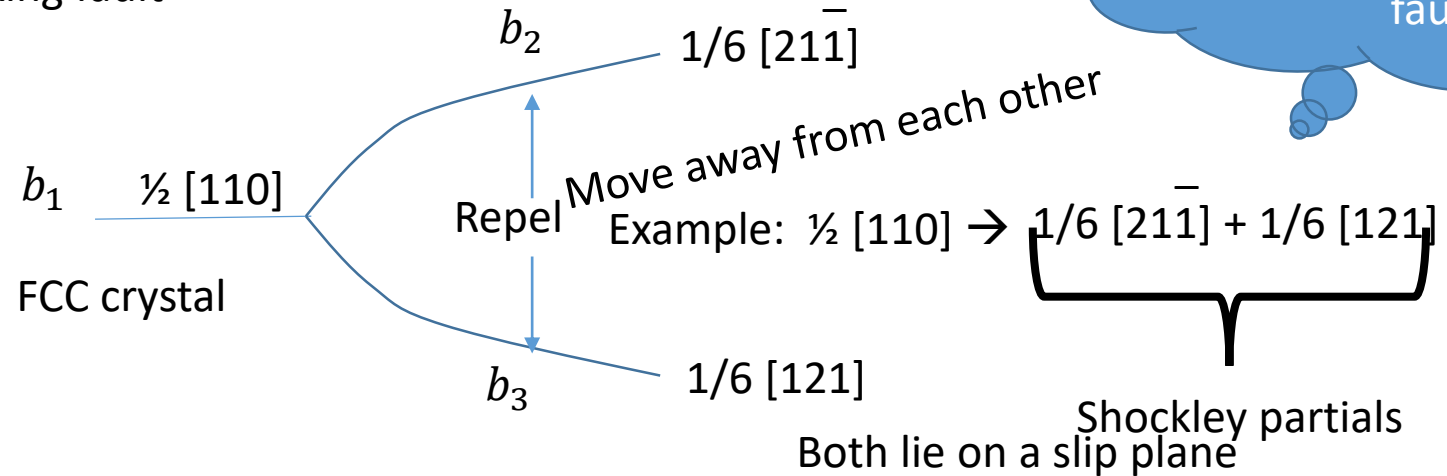 fault
b₂
1/6 [211̅]
Move away from each other
b₁ ½ [110]
Repel
Example: ½ [110] → 1/6 [211̅] + 1/6 [121]
FCC crystal
1/6 [121]
b₃
Shockley partials
Both lie on a slip plane